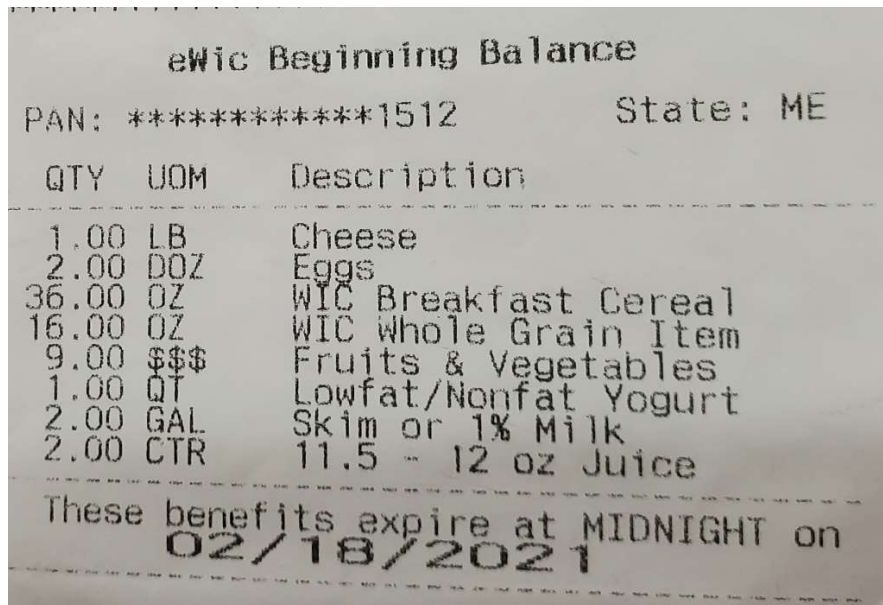 eWic Beginning Balance
PAN: ************1512 State: ME
QTY UOM Description
1.00 LB Cheese
2.00 DOZ Eggs
36.00 OZ WIC Breakfast Cereal
16.00 OZ WIC Whole Grain Item
9.00 $$$ Fruits & Vegetables
1.00 QT Lowfat/Nonfat Yogurt
2.00 GAL Skim or 1% Milk
2.00 CTR 11.5 - 12 oz Juice
These benefits expire at MIDNIGHT on
02/18/2021